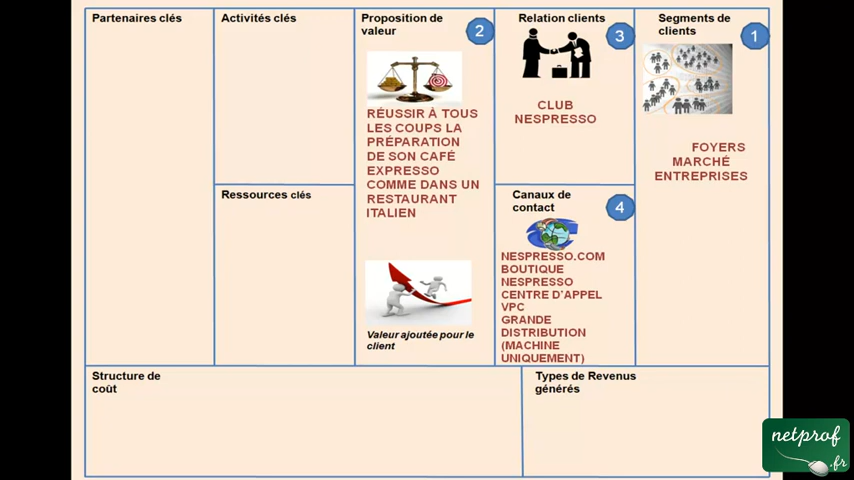 Partenaires clés
Activités clés
Proposition de
valeur
2
RÉUSSIR À TOUS
LES COUPS LA
PRÉPARATION
DE SON CAFÉ
EXPRESSO
COMME DANS UN
RESTAURANT
ITALIEN
Valeur ajoutée pour le
client
Relation clients
3
CLUB
NESPRESSO
Segments de
clients
1
FOYERS
MARCHÉ
ENTREPRISES
Ressources clés
Canaux de
contact
4
NESPRESSO.COM
BOUTIQUE
NESPRESSO
CENTRE D'APPEL
VPC
GRANDE
DISTRIBUTION
(MACHINE
UNIQUEMENT)
Structure de
coût
Types de Revenus
générés
netprof
.fr